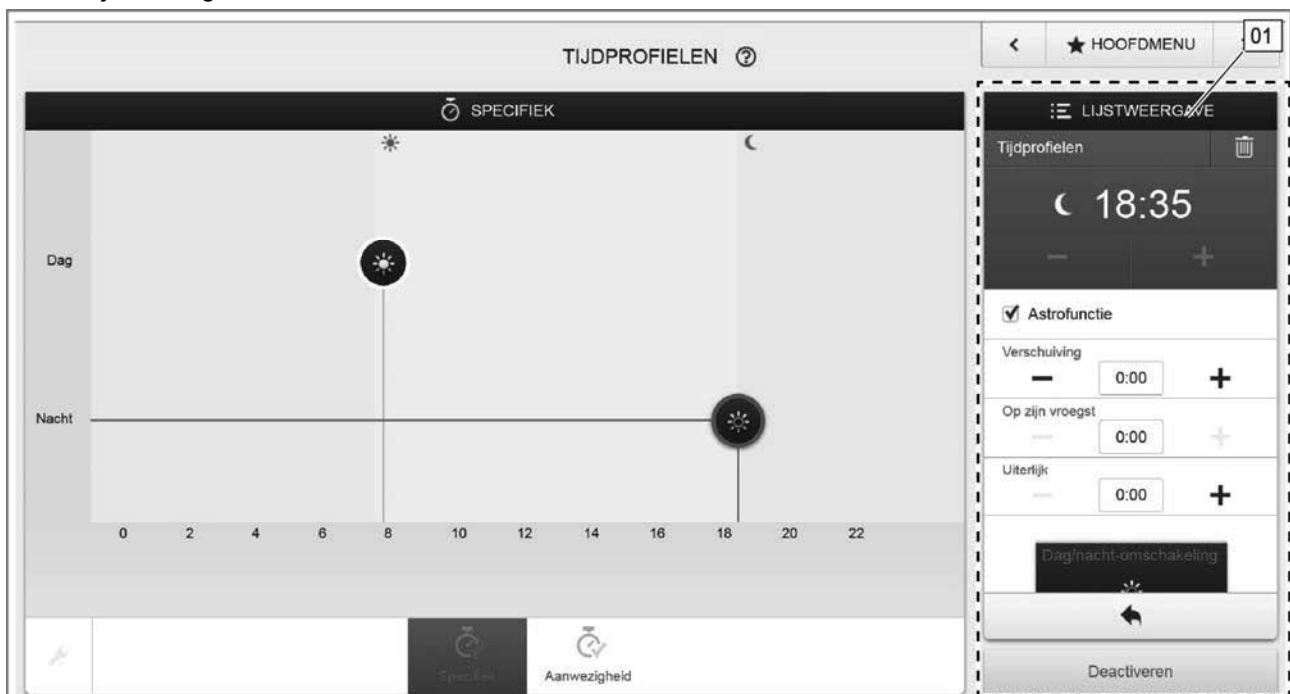 TIJDPROFIELEN ?
HOOFDMENU
01
SPECIFIEK
LIJSTWEERGAVE
Tijdprofielen
18:35
Dag
Astrofunctie
Verschuiving
0:00
Op zijn vroegst
0:00
Nacht
Uiterlijk
0:00
0 2 4 6 8 10 12 14 16 18 20 22
Dag/nacht-omschakeling
Specifiek
Aanwezigheid
Deactiveren